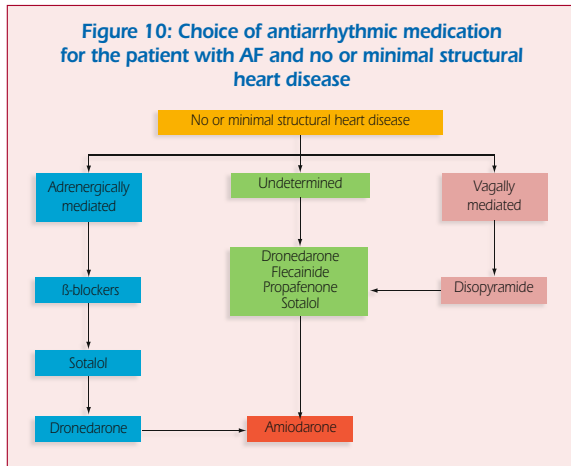 Figure 10: Choice of antiarrhythmic medication
for the patient with AF and no or minimal structural
heart disease
No or minimal structural heart disease
Adrenergically
mediated
Undetermined
Vagally
mediated
Dronedarone
Flecainide
Propafenone
Sotalol
ß-blockers
Disopyramide
Sotalol
Dronedarone
Amiodarone